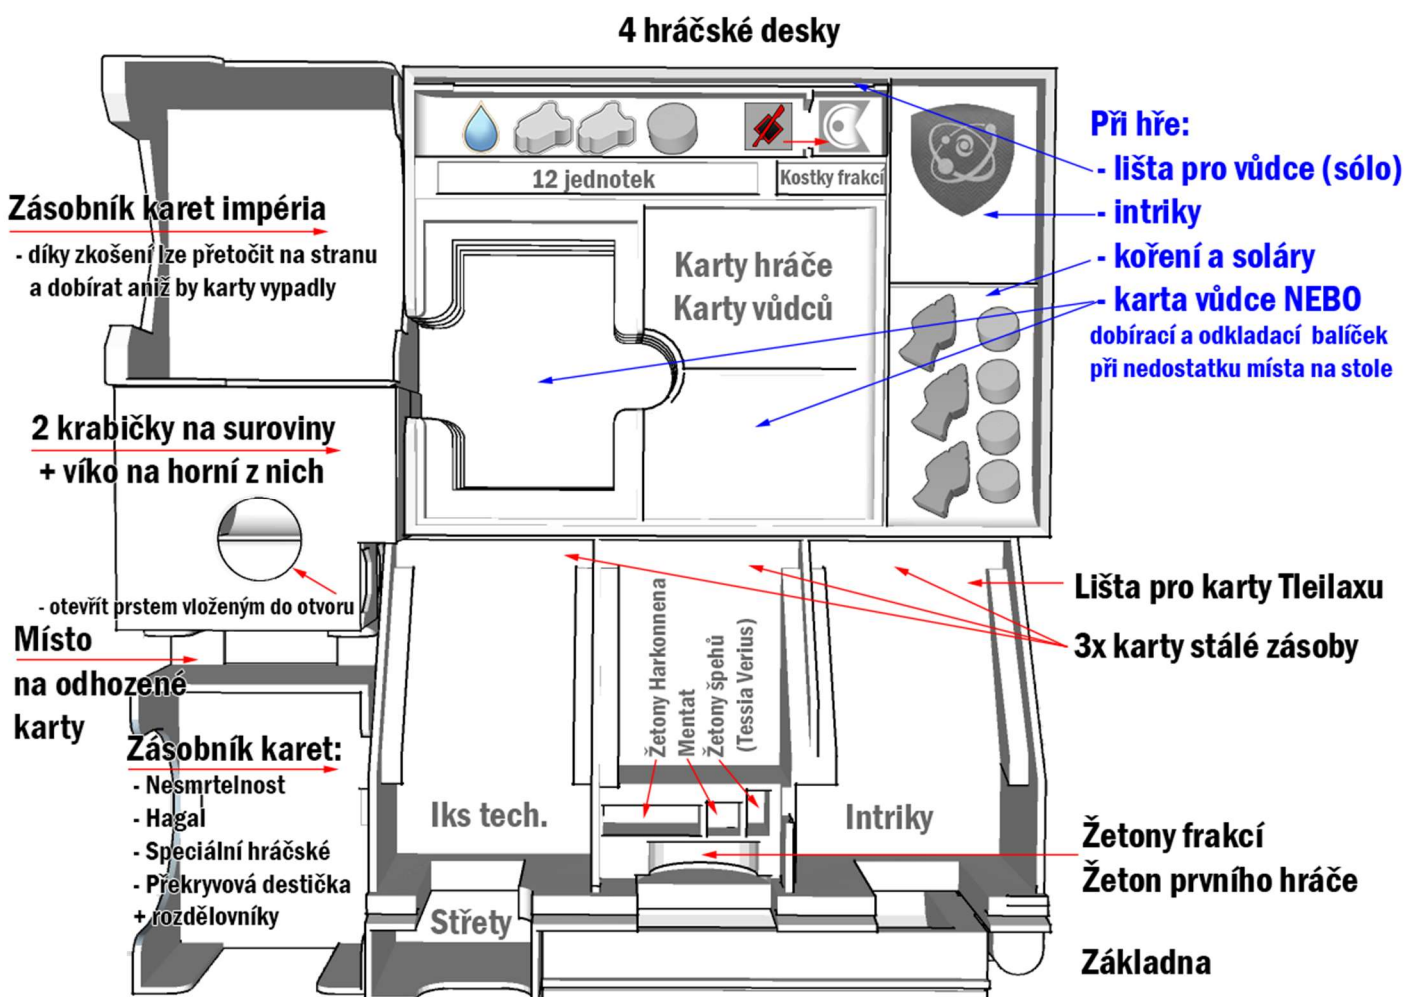 4 hráčské desky
12 jednotek
Kostky frakcí
Karty hráče
Karty vůdců
Při hře:
- lišta pro vůdce (sólo)
- intriky
- koření a soláry
- karta vůdce NEBO
dobírací a odkladací balíček
při nedostatku místa na stole
Zásobník karet impéria
- díky zkošení lze přetočit na stranu
a dobírat aniž by karty vypadly
2 krabičky na suroviny
+ víko na horní z nich
- otevřít prstem vloženým do otvoru
Místo
na odhozené
karty
Zásobník karet:
- Nesmrtelnost
- Hagal
- Speciální hráčské
- Překryvová destička
+ rozdělovníky
Iks tech.
Střety
Žetony Harkonnena
Mentat
Žetony špehů
(Tessia Verius)
Intriky
Lišta pro karty Tleilaxu
3x karty stálé zásoby
Žetony frakcí
Žeton prvního hráče
Základna